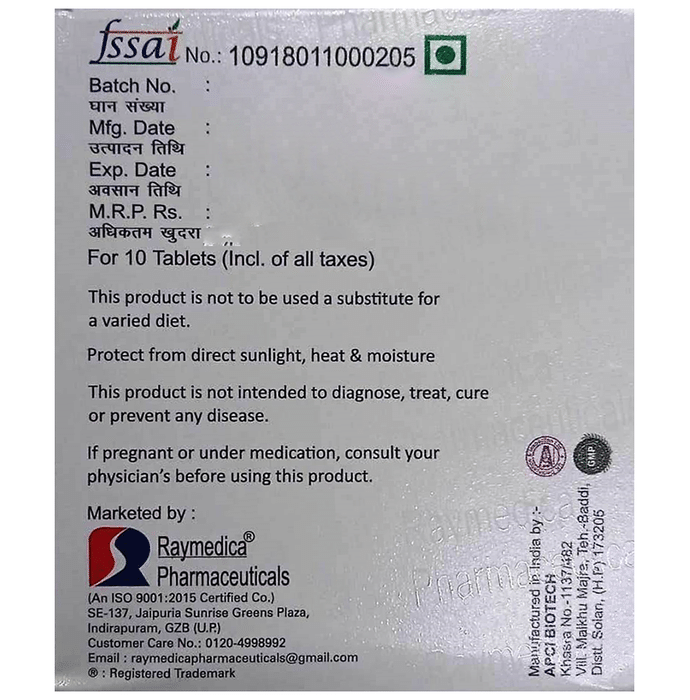 Pharmaceutic
fssai No.: 10918011000205
Batch No. :
घान संख्या
Mfg. Date :
उत्पादन तिथि
Exp. Date :
अवसान तिथि
M.R.P. Rs. :
अधिकतम खुदरा
For 10 Tablets (Incl. of all taxes)
This product is not to be used a substitute for
a varied diet.
Protect from direct sunlight, heat & moisture
This product is not intended to diagnose, treat, cure
or prevent any disease.
If pregnant or under medication, consult your
physician's before using this product.
Marketed by :
Raymedica®
Pharmaceuticals
(An ISO 9001:2015 Certified Co.)
SE-137, Jaipuria Sunrise Greens Plaza,
Indirapuram, GZB (U.P.)
Customer Care No.: 0120-4998992
Email : raymedicapharmaceuticals@gmail.com
® : Registered Trademark
GMP
Manufactured in India by :-
APCI BIOTECH
Khasra No.-1137/482
Vill. Malkhu Majre, Teh.-Baddi,
Distt. Solan, (H.P) 173205
Raymedica
Pharma